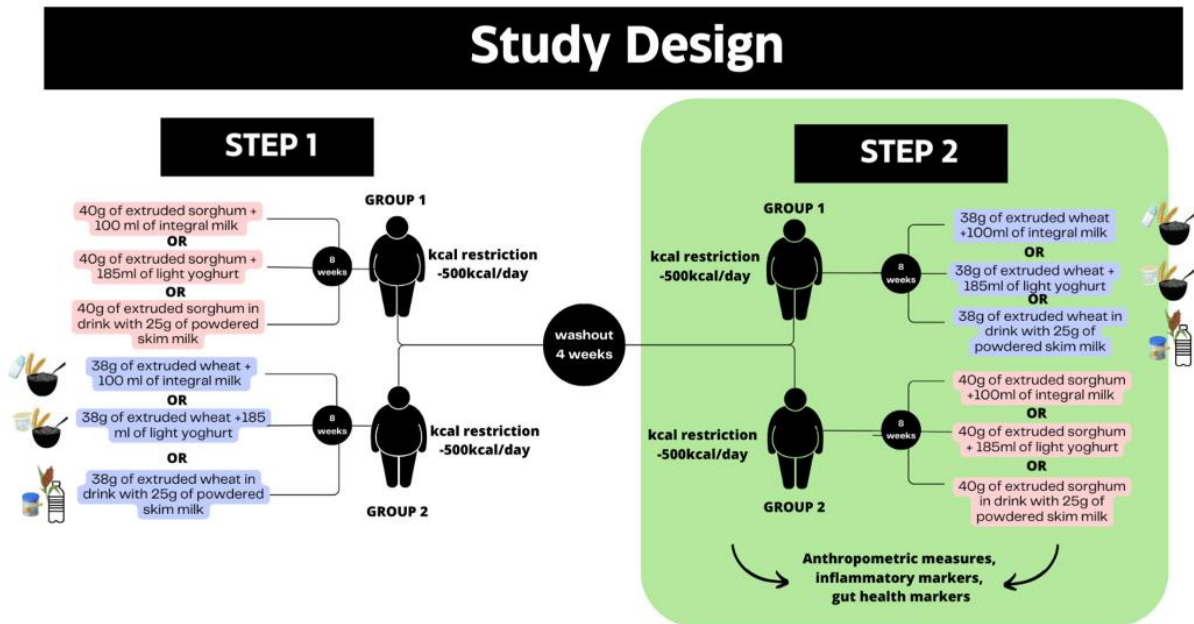 Study Design
STEP 1
GROUP 1
40g of extruded sorghum +
100 ml of integral milk
OR
40g of extruded sorghum +
185ml of light yoghurt
OR
40g of extruded sorghum in
drink with 25g of powdered
skim milk
8
weeks
kcal restriction
-500kcal/day
38g of extruded wheat +
100 ml of integral milk
OR
38g of extruded wheat +185
ml of light yoghurt
OR
38g of extruded wheat in
drink with 25g of powdered
skim milk
8
weeks
kcal restriction
-500kcal/day
GROUP 2
washout
4 weeks
STEP 2
GROUP 1
kcal restriction
-500kcal/day
8
weeks
38g of extruded wheat
+100ml of integral milk
OR
38g of extruded wheat +
185ml of light yoghurt
OR
38g of extruded wheat in
drink with 25g of
powdered skim milk
kcal restriction
-500kcal/day
GROUP 2
8
weeks
40g of extruded sorghum
+100ml of integral milk
OR
40g of extruded sorghum
+ 185ml of light yoghurt
OR
40g of extruded sorghum
in drink with 25g of
powdered skim milk
Anthropometric measures,
inflammatory markers,
gut health markers